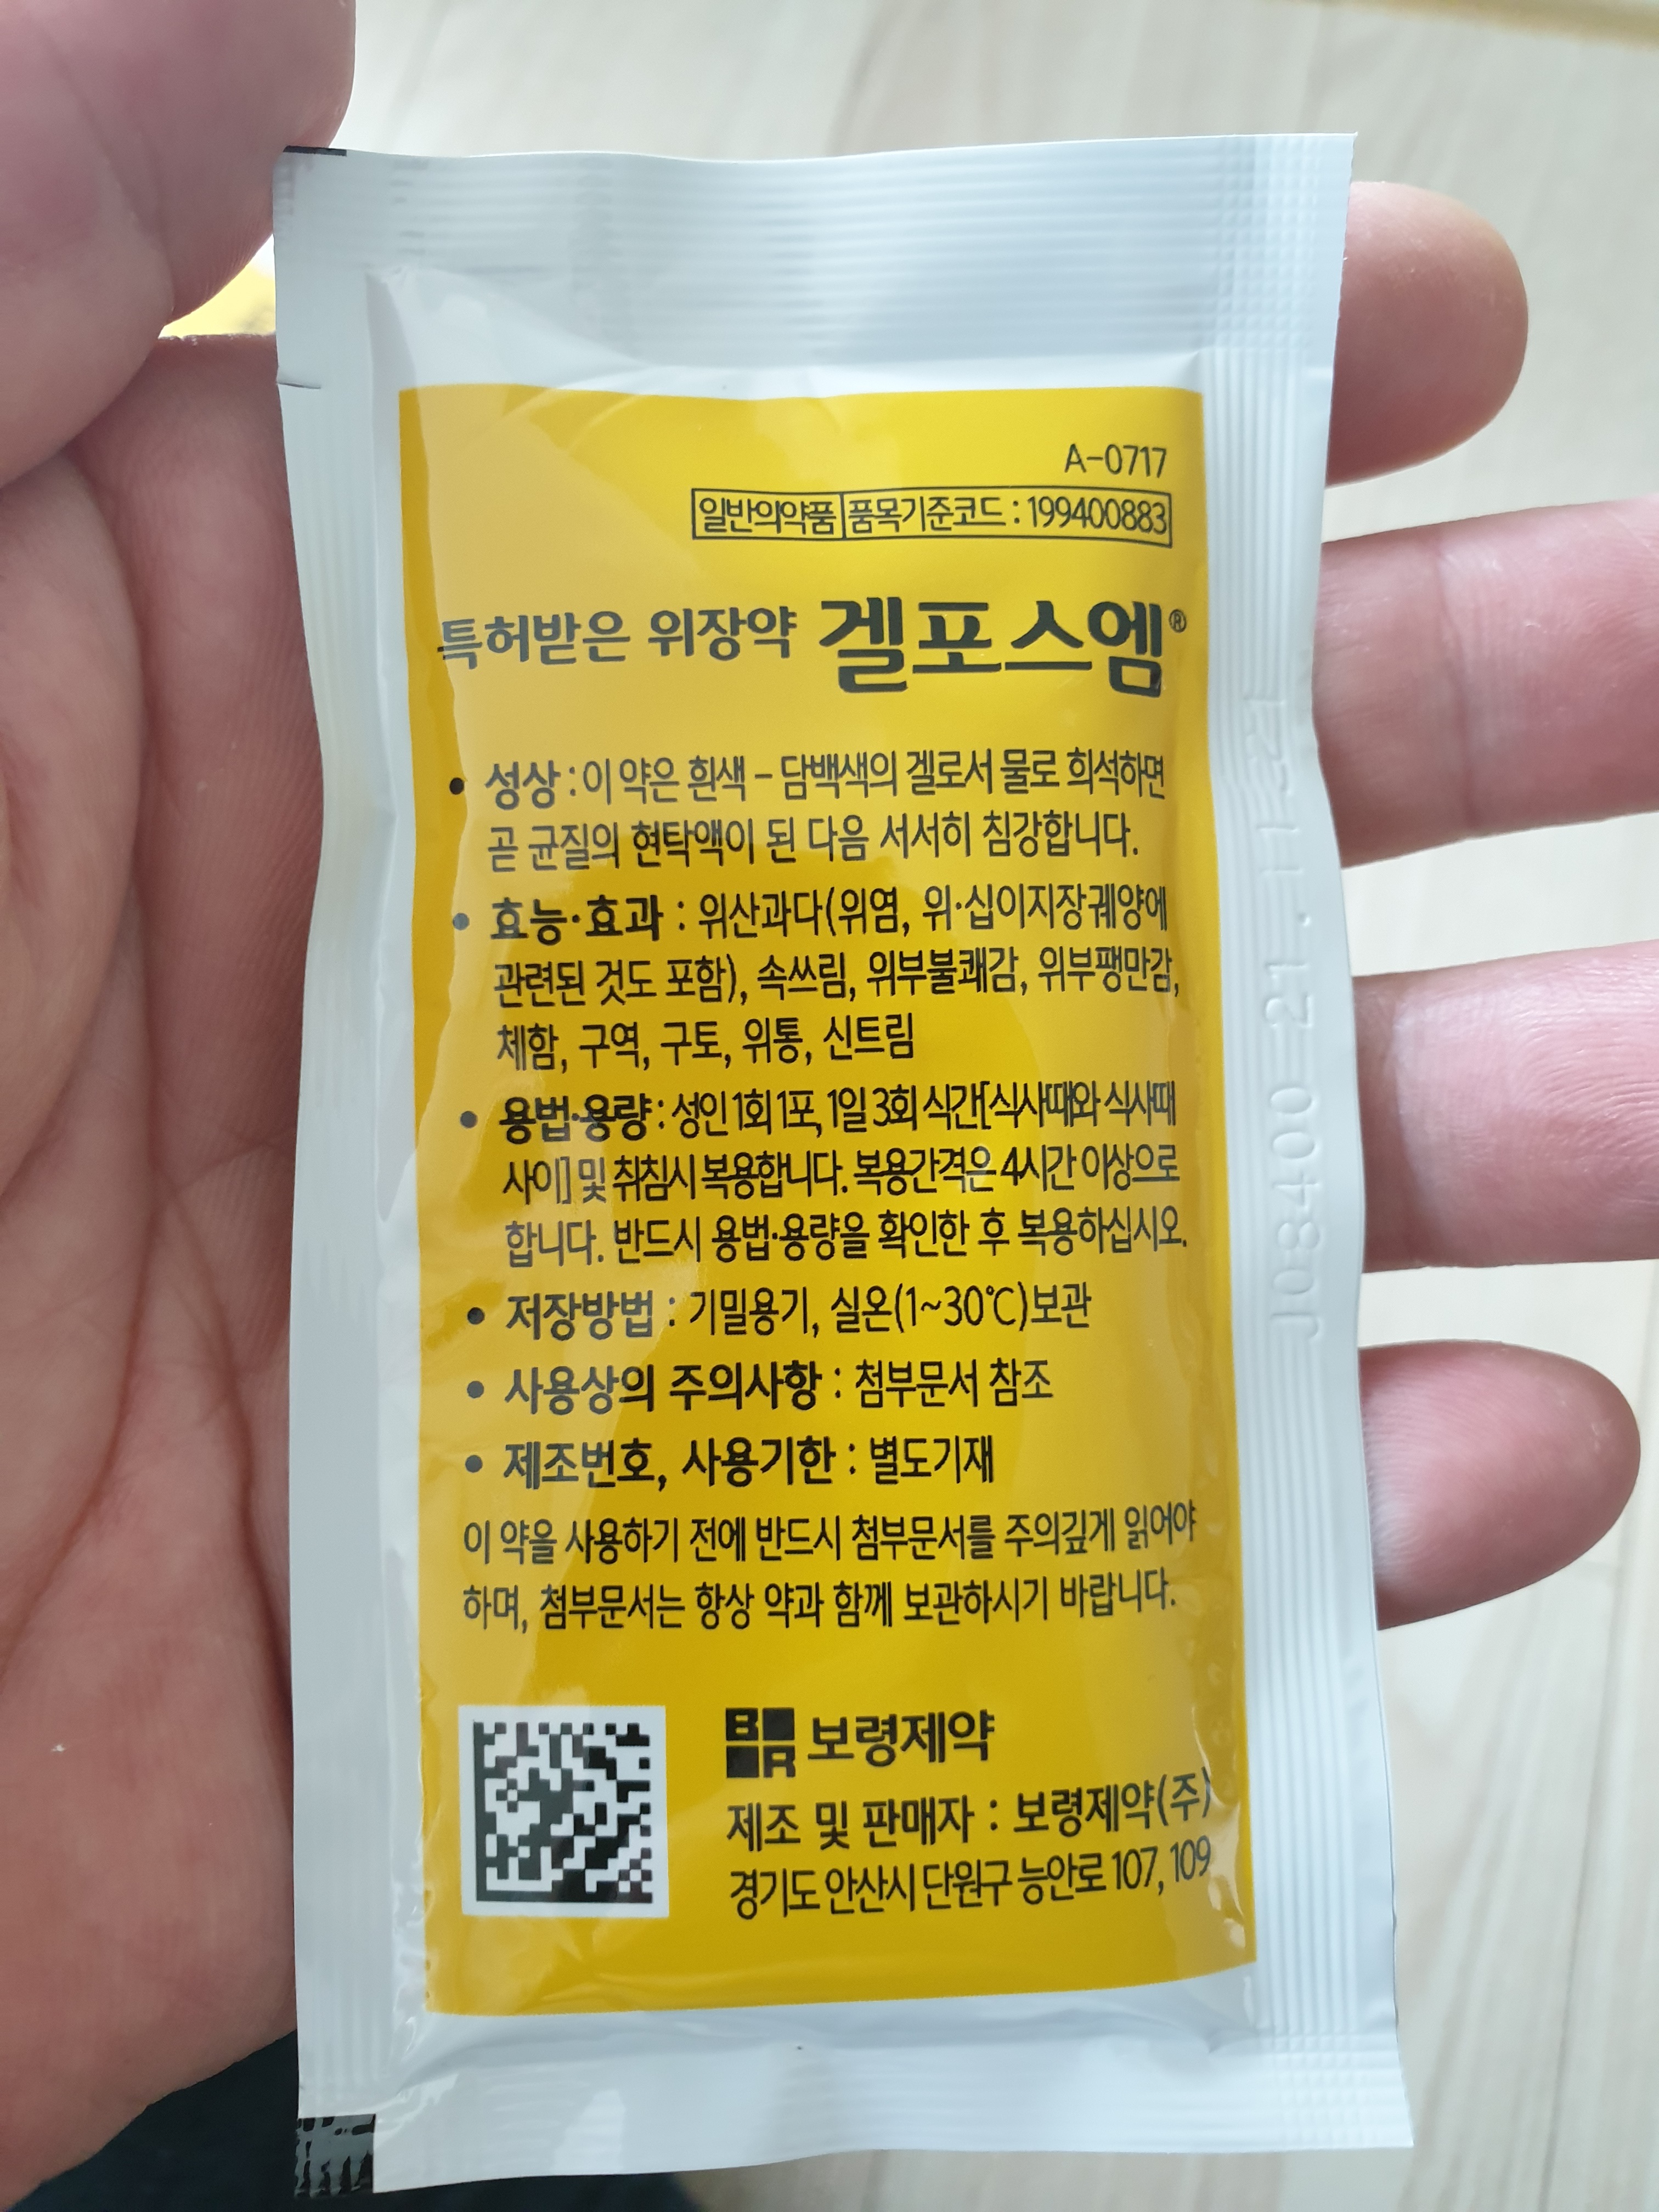 A-0717
일반의약품 품목기준코드 : 199400883
특허받은 위장약 겔포스엠®
• 성상 : 이 약은 흰색 – 담백색의 겔로서 물로 희석하면
곧 균질의 현탁액이 된 다음 서서히 침강합니다.
• 효능·효과 : 위산과다(위염, 위·십이지장궤양에
관련된 것도 포함), 속쓰림, 위부불쾌감, 위부팽만감,
체함, 구역, 구토, 위통, 신트림
• 용법·용량 : 성인 1회 1포, 1일 3회 식간[식사때와 식사때
사이] 및 취침시 복용합니다. 복용간격은 4시간 이상으로
합니다. 반드시 용법·용량을 확인한 후 복용하십시오.
• 저장방법 : 기밀용기, 실온(1~30℃)보관
• 사용상의 주의사항 : 첨부문서 참조
• 제조번호, 사용기한 : 별도기재
이 약을 사용하기 전에 반드시 첨부문서를 주의깊게 읽어야
하며, 첨부문서는 항상 약과 함께 보관하시기 바랍니다.
BR 보령제약
제조 및 판매자 : 보령제약(주)
경기도 안산시 단원구 능안로 107, 109